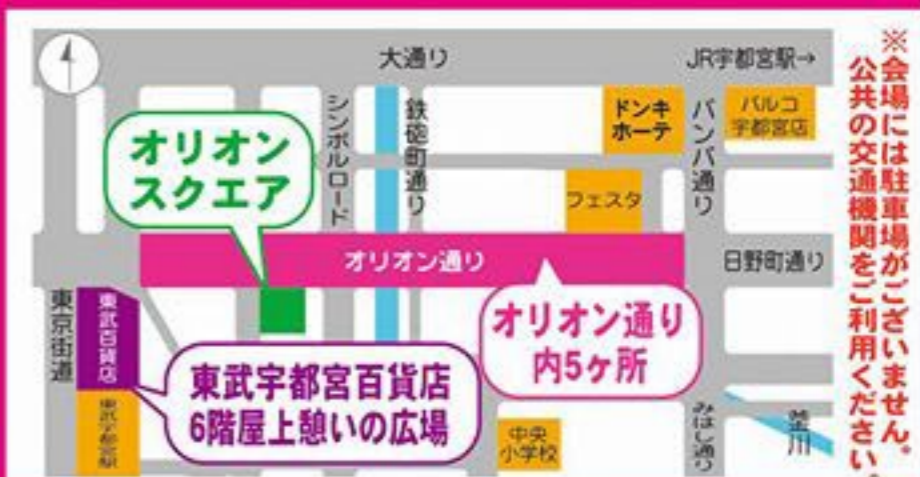 大通り
JR宇都宮駅→
オリオン
スクエア
シンボルロード
鉄砲町通り
ドンキ
ホーテ
バンバ通り
パルコ
宇都宮店
フェスタ
オリオン通り
日野町通り
東京街道
東武百貨店
東武宇都宮駅
東武宇都宮百貨店
6階屋上憩いの広場
オリオン通り
内5ヶ所
中央
小学校
みはし通り
釜川
※会場には駐車場がございません。
公共の交通機関をご利用ください。